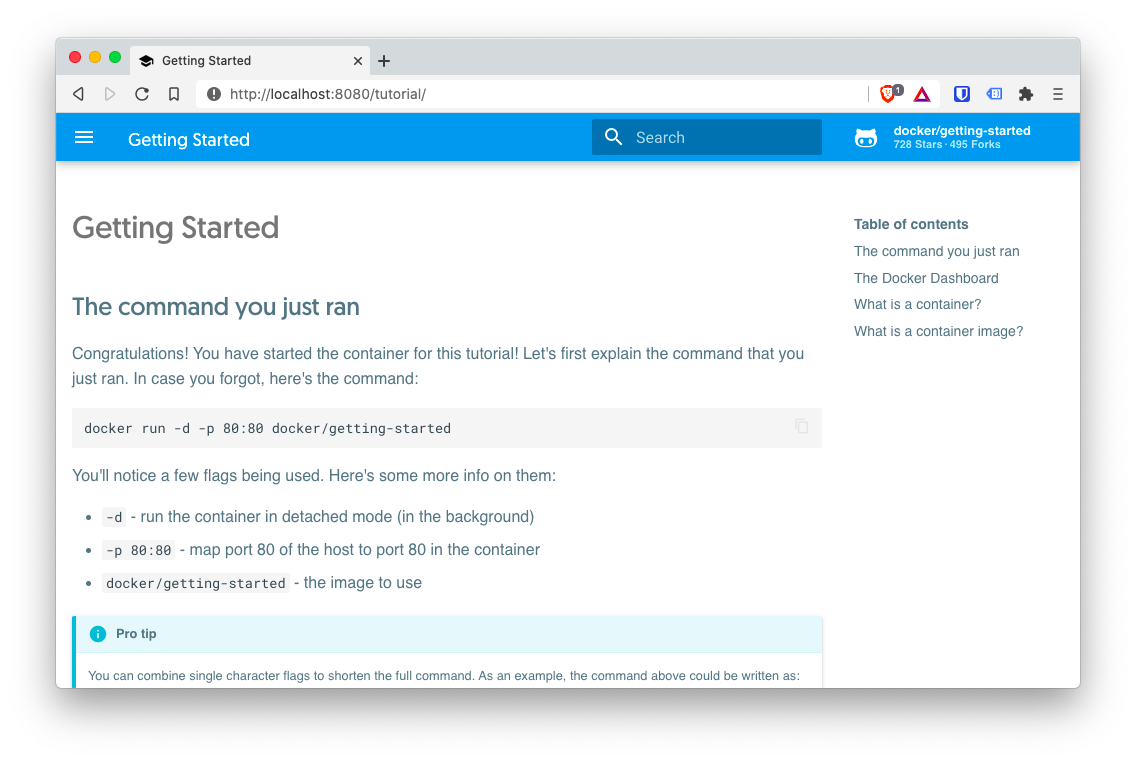 Getting Started
http://localhost:8080/tutorial/
1
Getting Started
Search
docker/getting-started
728 Stars · 495 Forks
Getting Started
The command you just ran
Congratulations! You have started the container for this tutorial! Let's first explain the command that you
just ran. In case you forgot, here's the command:
docker run -d -p 80:80 docker/getting-started
You'll notice a few flags being used. Here's some more info on them:
-d - run the container in detached mode (in the background)
-p 80:80 - map port 80 of the host to port 80 in the container
docker/getting-started - the image to use
Pro tip
You can combine single character flags to shorten the full command. As an example, the command above could be written as:
Table of contents
The command you just ran
The Docker Dashboard
What is a container?
What is a container image?